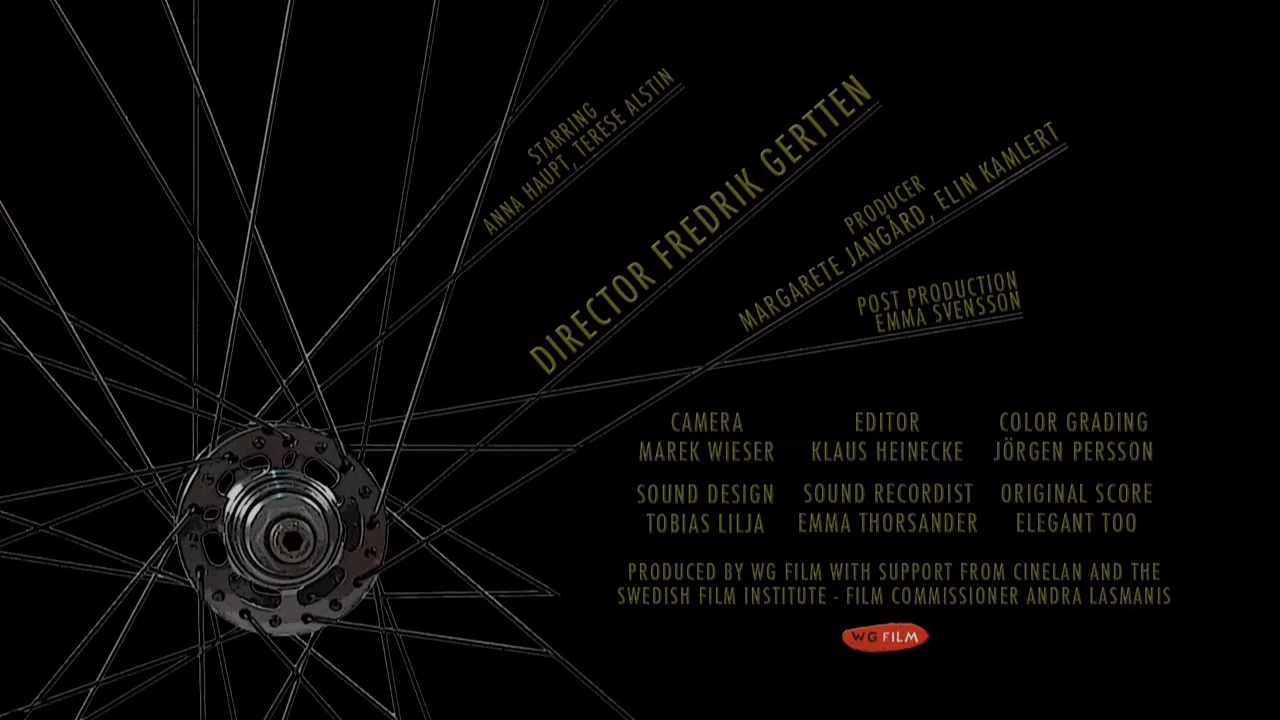 STARRING
ANNA HAUPT, TERESE ALSTIN
DIRECTOR FREDRIK GERTTEN
PRODUCER
MARGARETE JANGÅRD, ELIN KAMLERT
POST PRODUCTION
EMMA SVENSSON
CAMERA EDITOR COLOR GRADING
MAREK WIESER KLAUS HEINECKE JÖRGEN PERSSON
SOUND DESIGN SOUND RECORDIST ORIGINAL SCORE
TOBIAS LILJA EMMA THORSANDER ELEGANT TOO
PRODUCED BY WG FILM WITH SUPPORT FROM CINELAN AND THE
SWEDISH FILM INSTITUTE - FILM COMMISSIONER ANDRA LASMANIS
WG FILM